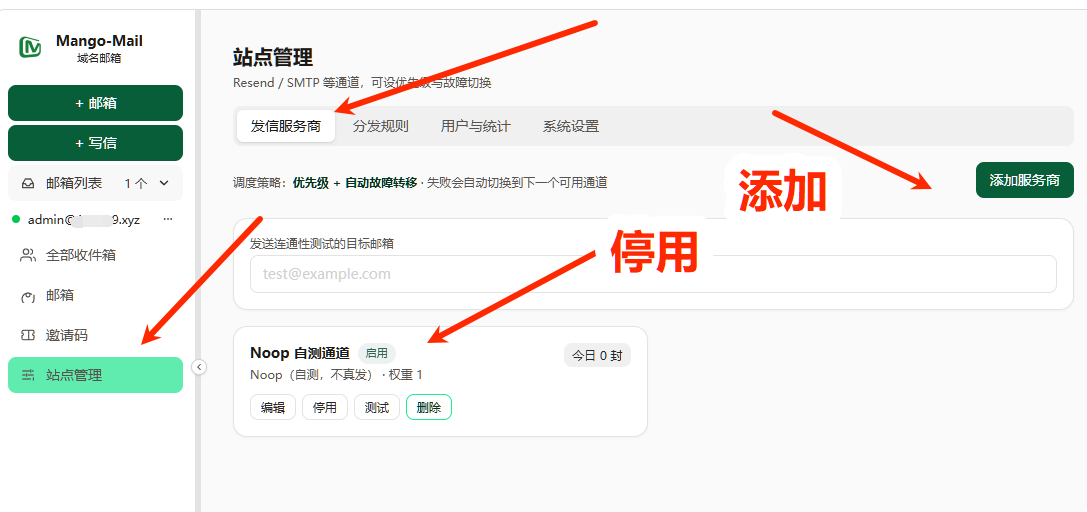 Mango-Mail
域名邮箱
+ 邮箱
+ 写信
邮箱列表 1 个
admin@ 9.xyz ...
全部收件箱
邮箱
邀请码
站点管理
站点管理
Resend / SMTP 等通道，可设优先级与故障切换
发信服务商 分发规则 用户与统计 系统设置
调度策略：优先级 + 自动故障转移 · 失败会自动切换到下一个可用通道
添加服务商
添加
停用
发送连通性测试的目标邮箱
test@example.com
Noop 自测通道 启用
今日 0 封
Noop（自测，不真发） · 权重 1
编辑 停用 测试 删除